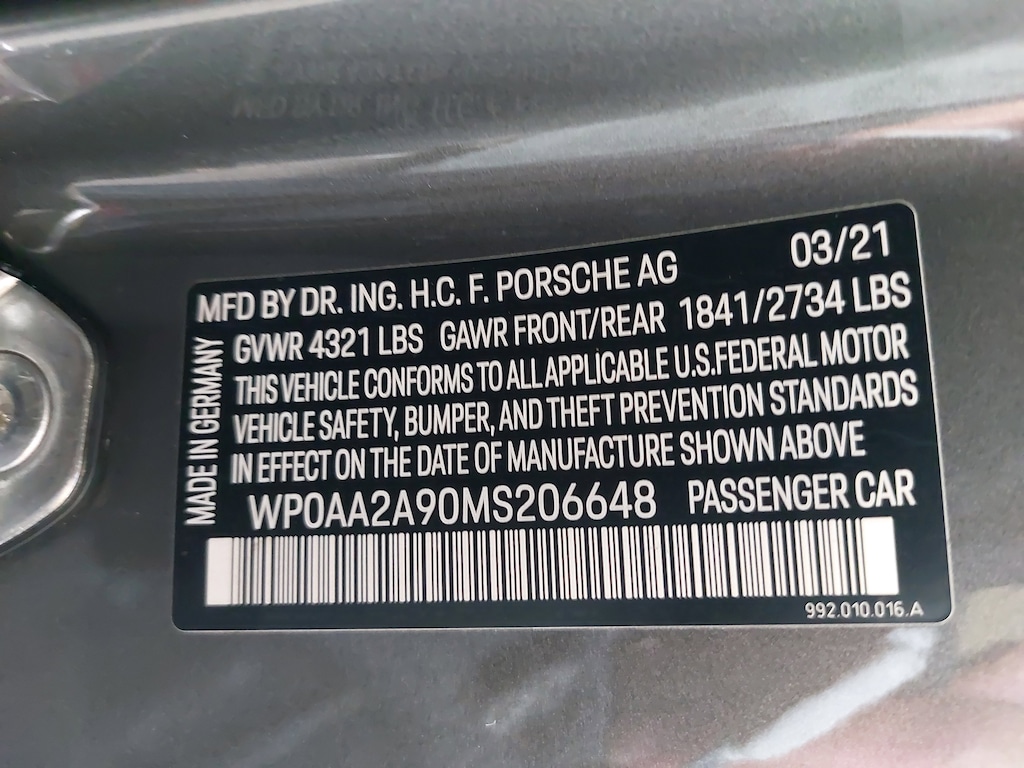 MFD BY DR. ING. H.C. F. PORSCHE AG 03/21
GVWR 4321 LBS GAWR FRONT/REAR 1841/2734 LBS
THIS VEHICLE CONFORMS TO ALL APPLICABLE U.S.FEDERAL MOTOR
VEHICLE SAFETY, BUMPER, AND THEFT PREVENTION STANDARDS
IN EFFECT ON THE DATE OF MANUFACTURE SHOWN ABOVE
WP0AA2A90MS206648 PASSENGER CAR
992.010.016.A
MADE IN GERMANY